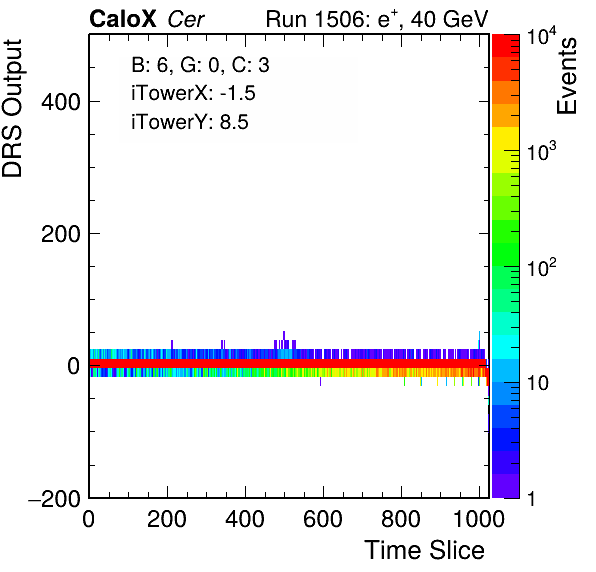 CaloX Cer Run 1506: e⁺, 40 GeV
B: 6, G: 0, C: 3
iTowerX: -1.5
iTowerY: 8.5
DRS Output
400
200
0
−200
0 200 400 600 800 1000
Time Slice
Events
10⁴
10³
10²
10
1